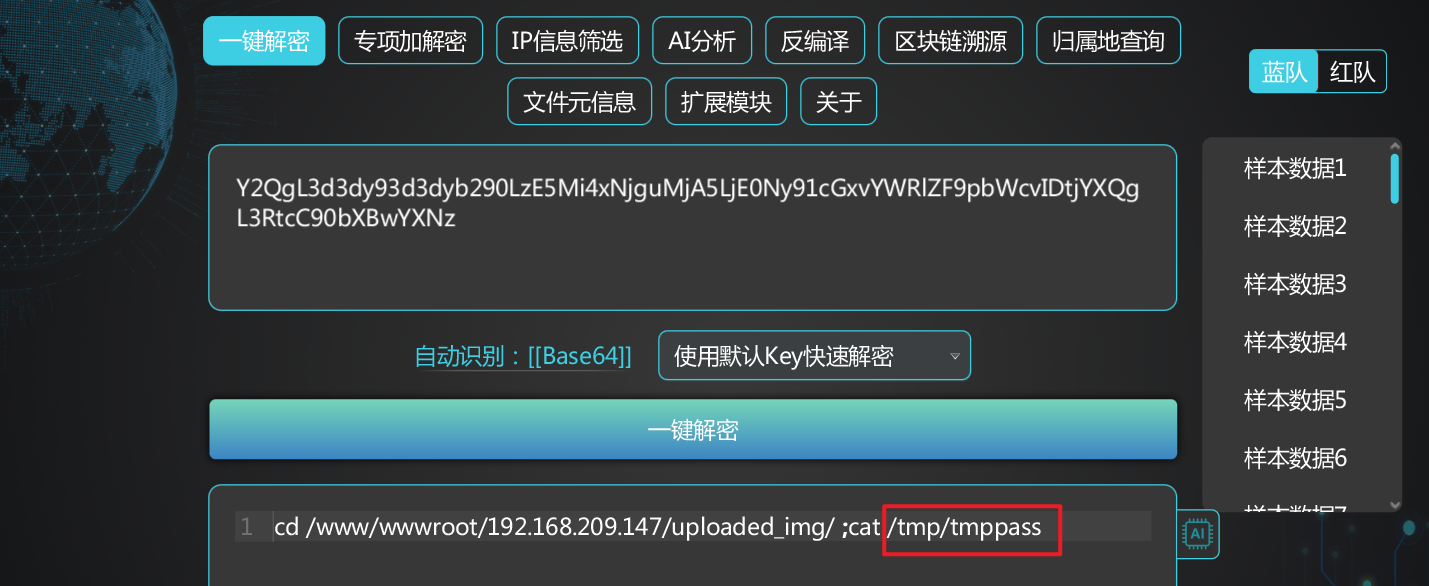 一键解密 专项加解密 IP信息筛选 AI分析 反编译 区块链溯源 归属地查询
蓝队 红队
文件元信息 扩展模块 关于
Y2QgL3d3dy93d3dyb290LzE5Mi4xNjguMjA5LjE0Ny91cGxvYWRlZF9pbWcvIDtjYXQg
L3RtcC90bXBwYXNz
样本数据1
样本数据2
样本数据3
样本数据4
样本数据5
样本数据6
自动识别：[[Base64]] 使用默认Key快速解密
一键解密
1 cd /www/wwwroot/192.168.209.147/uploaded_img/ ;cat /tmp/tmppass
AI